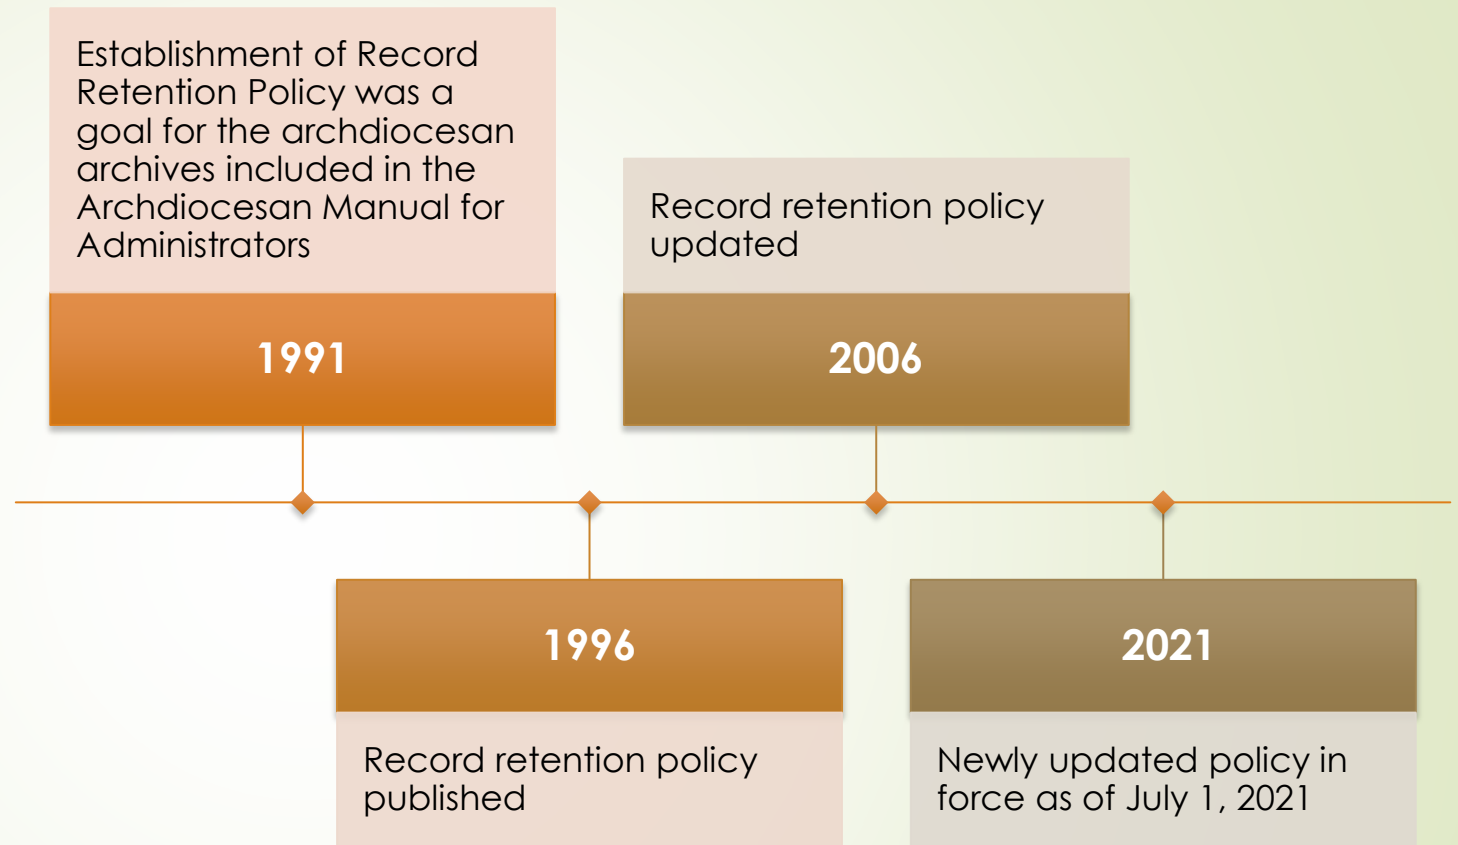 Establishment of Record
Retention Policy was a
goal for the archdiocesan
archives included in the
Archdiocesan Manual for
Administrators
1991
1996
Record retention policy
published
Record retention policy
updated
2006
2021
Newly updated policy in
force as of July 1, 2021